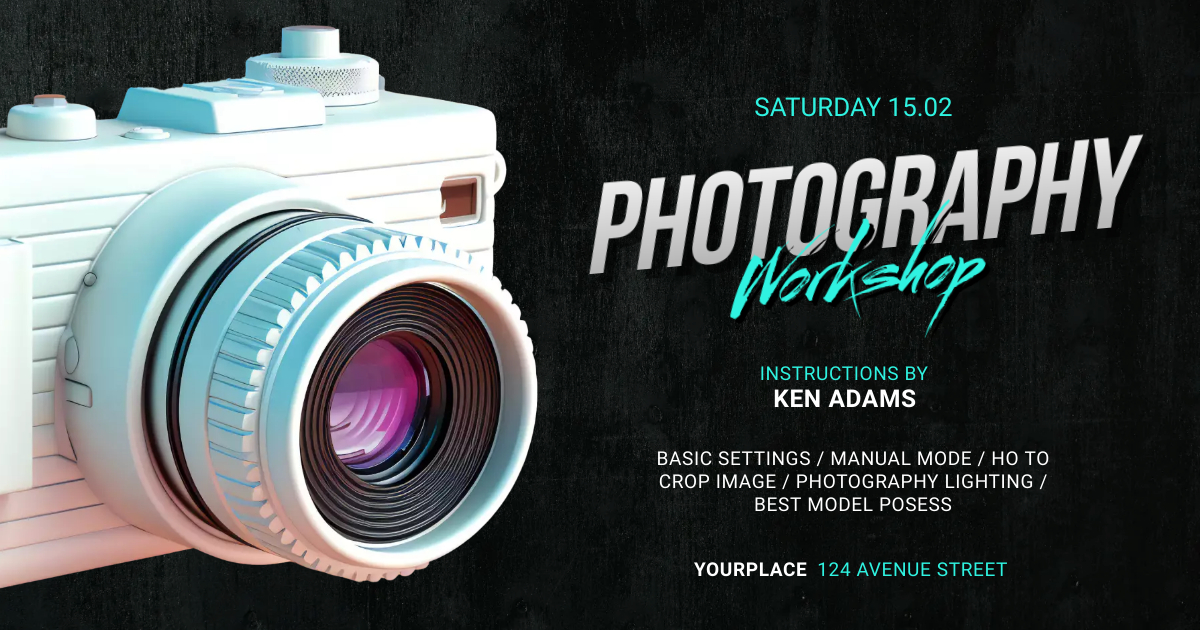 SATURDAY 15.02
PHOTOGRAPHY
Workshop
INSTRUCTIONS BY
KEN ADAMS
BASIC SETTINGS / MANUAL MODE / HO TO
CROP IMAGE / PHOTOGRAPHY LIGHTING /
BEST MODEL POSESS
YOURPLACE 124 AVENUE STREET